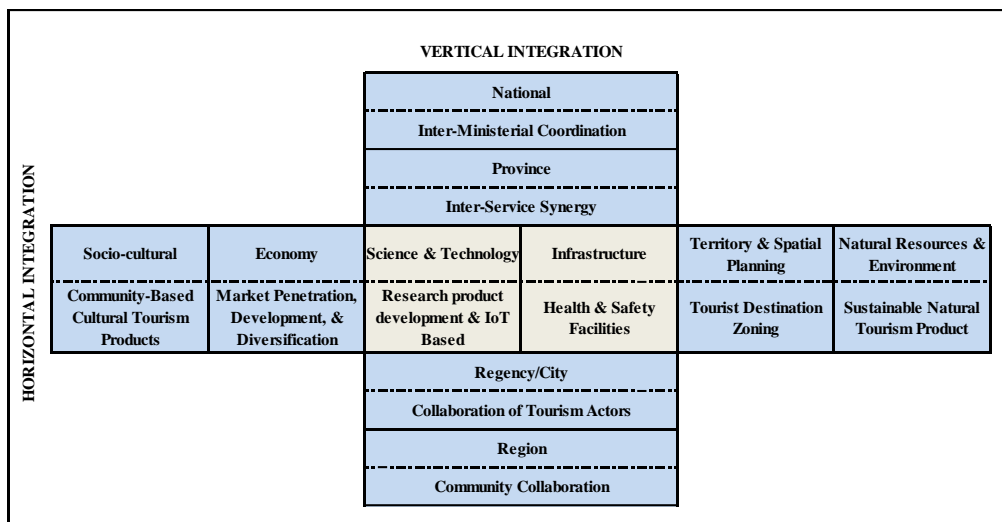 VERTICAL INTEGRATION
National
Inter-Ministerial Coordination
Province
Inter-Service Synergy
HORIZONTAL INTEGRATION
Socio-cultural
Economy
Science & Technology
Infrastructure
Territory & Spatial
Planning
Natural Resources &
Environment
Community-Based
Cultural Tourism
Products
Market Penetration,
Development, &
Diversification
Research product
development & IoT
Based
Health & Safety
Facilities
Tourist Destination
Zoning
Sustainable Natural
Tourism Product
Regency/City
Collaboration of Tourism Actors
Region
Community Collaboration